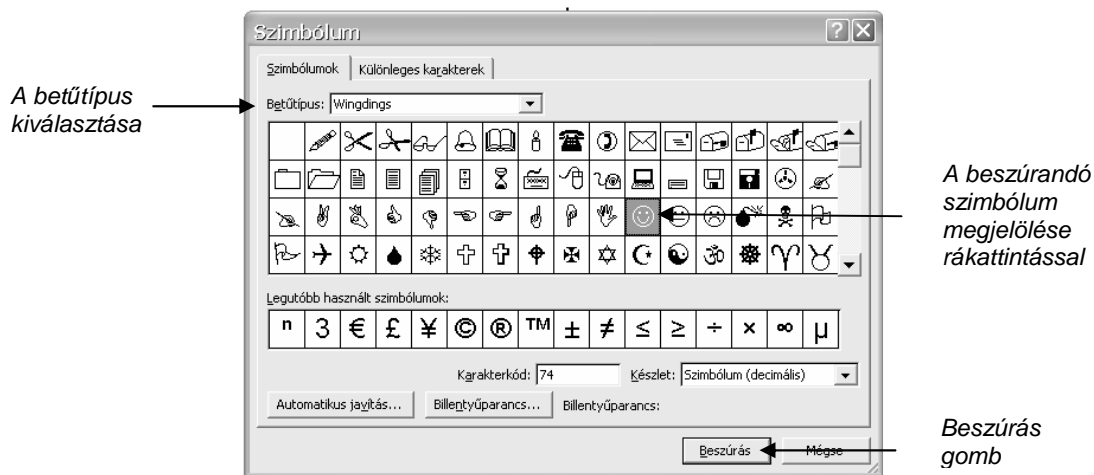 Szimbólum
Szimbólumok Különleges karakterek
A betűtípus
kiválasztása
Betűtípus: Wingdings
A beszúrandó
szimbólum
megjelölése
rákattintással
Legutóbb használt szimbólumok:
ⁿ 3 € £ ¥ © ® ™ ± ≠ ≤ ≥ ÷ × ∞ µ
Karakterkód: 74 Készlet: Szimbólum (decimális)
Automatikus javítás... Billentyűparancs... Billentyűparancs:
Beszúrás Mégse
Beszúrás
gomb